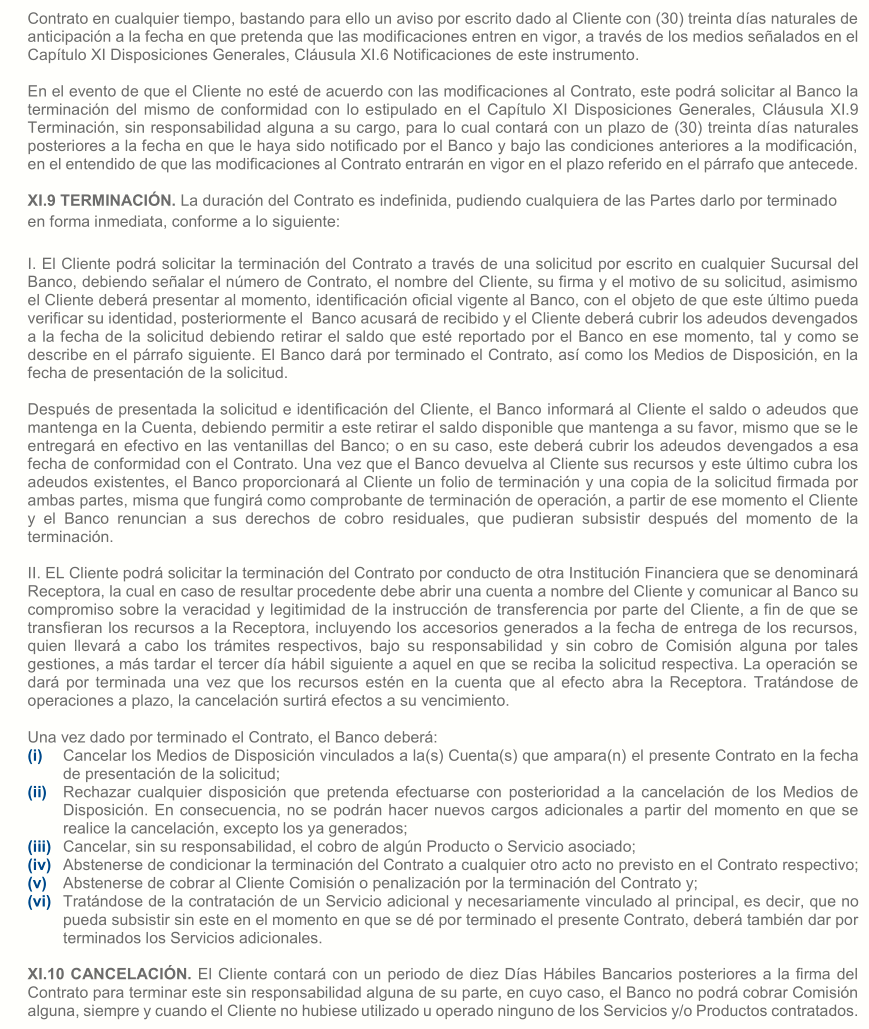 Contrato en cualquier tiempo, bastando para ello un aviso por escrito dado al Cliente con (30) treinta días naturales de
anticipación a la fecha en que pretenda que las modificaciones entren en vigor, a través de los medios señalados en el
Capítulo XI Disposiciones Generales, Cláusula XI.6 Notificaciones de este instrumento.
En el evento de que el Cliente no esté de acuerdo con las modificaciones al Contrato, este podrá solicitar al Banco la
terminación del mismo de conformidad con lo estipulado en el Capítulo XI Disposiciones Generales, Cláusula XI.9
Terminación, sin responsabilidad alguna a su cargo, para lo cual contará con un plazo de (30) treinta días naturales
posteriores a la fecha en que le haya sido notificado por el Banco y bajo las condiciones anteriores a la modificación,
en el entendido de que las modificaciones al Contrato entrarán en vigor en el plazo referido en el párrafo que antecede.
XI.9 TERMINACIÓN. La duración del Contrato es indefinida, pudiendo cualquiera de las Partes darlo por terminado
en forma inmediata, conforme a lo siguiente:
I. El Cliente podrá solicitar la terminación del Contrato a través de una solicitud por escrito en cualquier Sucursal del
Banco, debiendo señalar el número de Contrato, el nombre del Cliente, su firma y el motivo de su solicitud, asimismo
el Cliente deberá presentar al momento, identificación oficial vigente al Banco, con el objeto de que este último pueda
verificar su identidad, posteriormente el Banco acusará de recibido y el Cliente deberá cubrir los adeudos devengados
a la fecha de la solicitud debiendo retirar el saldo que esté reportado por el Banco en ese momento, tal y como se
describe en el párrafo siguiente. El Banco dará por terminado el Contrato, así como los Medios de Disposición, en la
fecha de presentación de la solicitud.
Después de presentada la solicitud e identificación del Cliente, el Banco informará al Cliente el saldo o adeudos que
mantenga en la Cuenta, debiendo permitir a este retirar el saldo disponible que mantenga a su favor, mismo que se le
entregará en efectivo en las ventanillas del Banco; o en su caso, este deberá cubrir los adeudos devengados a esa
fecha de conformidad con el Contrato. Una vez que el Banco devuelva al Cliente sus recursos y este último cubra los
adeudos existentes, el Banco proporcionará al Cliente un folio de terminación y una copia de la solicitud firmada por
ambas partes, misma que fungirá como comprobante de terminación de operación, a partir de ese momento el Cliente
y el Banco renuncian a sus derechos de cobro residuales, que pudieran subsistir después del momento de la
terminación.
II. EL Cliente podrá solicitar la terminación del Contrato por conducto de otra Institución Financiera que se denominará
Receptora, la cual en caso de resultar procedente debe abrir una cuenta a nombre del Cliente y comunicar al Banco su
compromiso sobre la veracidad y legitimidad de la instrucción de transferencia por parte del Cliente, a fin de que se
transfieran los recursos a la Receptora, incluyendo los accesorios generados a la fecha de entrega de los recursos,
quien llevará a cabo los trámites respectivos, bajo su responsabilidad y sin cobro de Comisión alguna por tales
gestiones, a más tardar el tercer día hábil siguiente a aquel en que se reciba la solicitud respectiva. La operación se
dará por terminada una vez que los recursos estén en la cuenta que al efecto abra la Receptora. Tratándose de
operaciones a plazo, la cancelación surtirá efectos a su vencimiento.
Una vez dado por terminado el Contrato, el Banco deberá:
(i) Cancelar los Medios de Disposición vinculados a la(s) Cuenta(s) que ampara(n) el presente Contrato en la fecha
de presentación de la solicitud;
(ii) Rechazar cualquier disposición que pretenda efectuarse con posterioridad a la cancelación de los Medios de
Disposición. En consecuencia, no se podrán hacer nuevos cargos adicionales a partir del momento en que se
realice la cancelación, excepto los ya generados;
(iii) Cancelar, sin su responsabilidad, el cobro de algún Producto o Servicio asociado;
(iv) Abstenerse de condicionar la terminación del Contrato a cualquier otro acto no previsto en el Contrato respectivo;
(v) Abstenerse de cobrar al Cliente Comisión o penalización por la terminación del Contrato y;
(vi) Tratándose de la contratación de un Servicio adicional y necesariamente vinculado al principal, es decir, que no
pueda subsistir sin este en el momento en que se dé por terminado el presente Contrato, deberá también dar por
terminados los Servicios adicionales.
XI.10 CANCELACIÓN. El Cliente contará con un periodo de diez Días Hábiles Bancarios posteriores a la firma del
Contrato para terminar este sin responsabilidad alguna de su parte, en cuyo caso, el Banco no podrá cobrar Comisión
alguna, siempre y cuando el Cliente no hubiese utilizado u operado ninguno de los Servicios y/o Productos contratados.